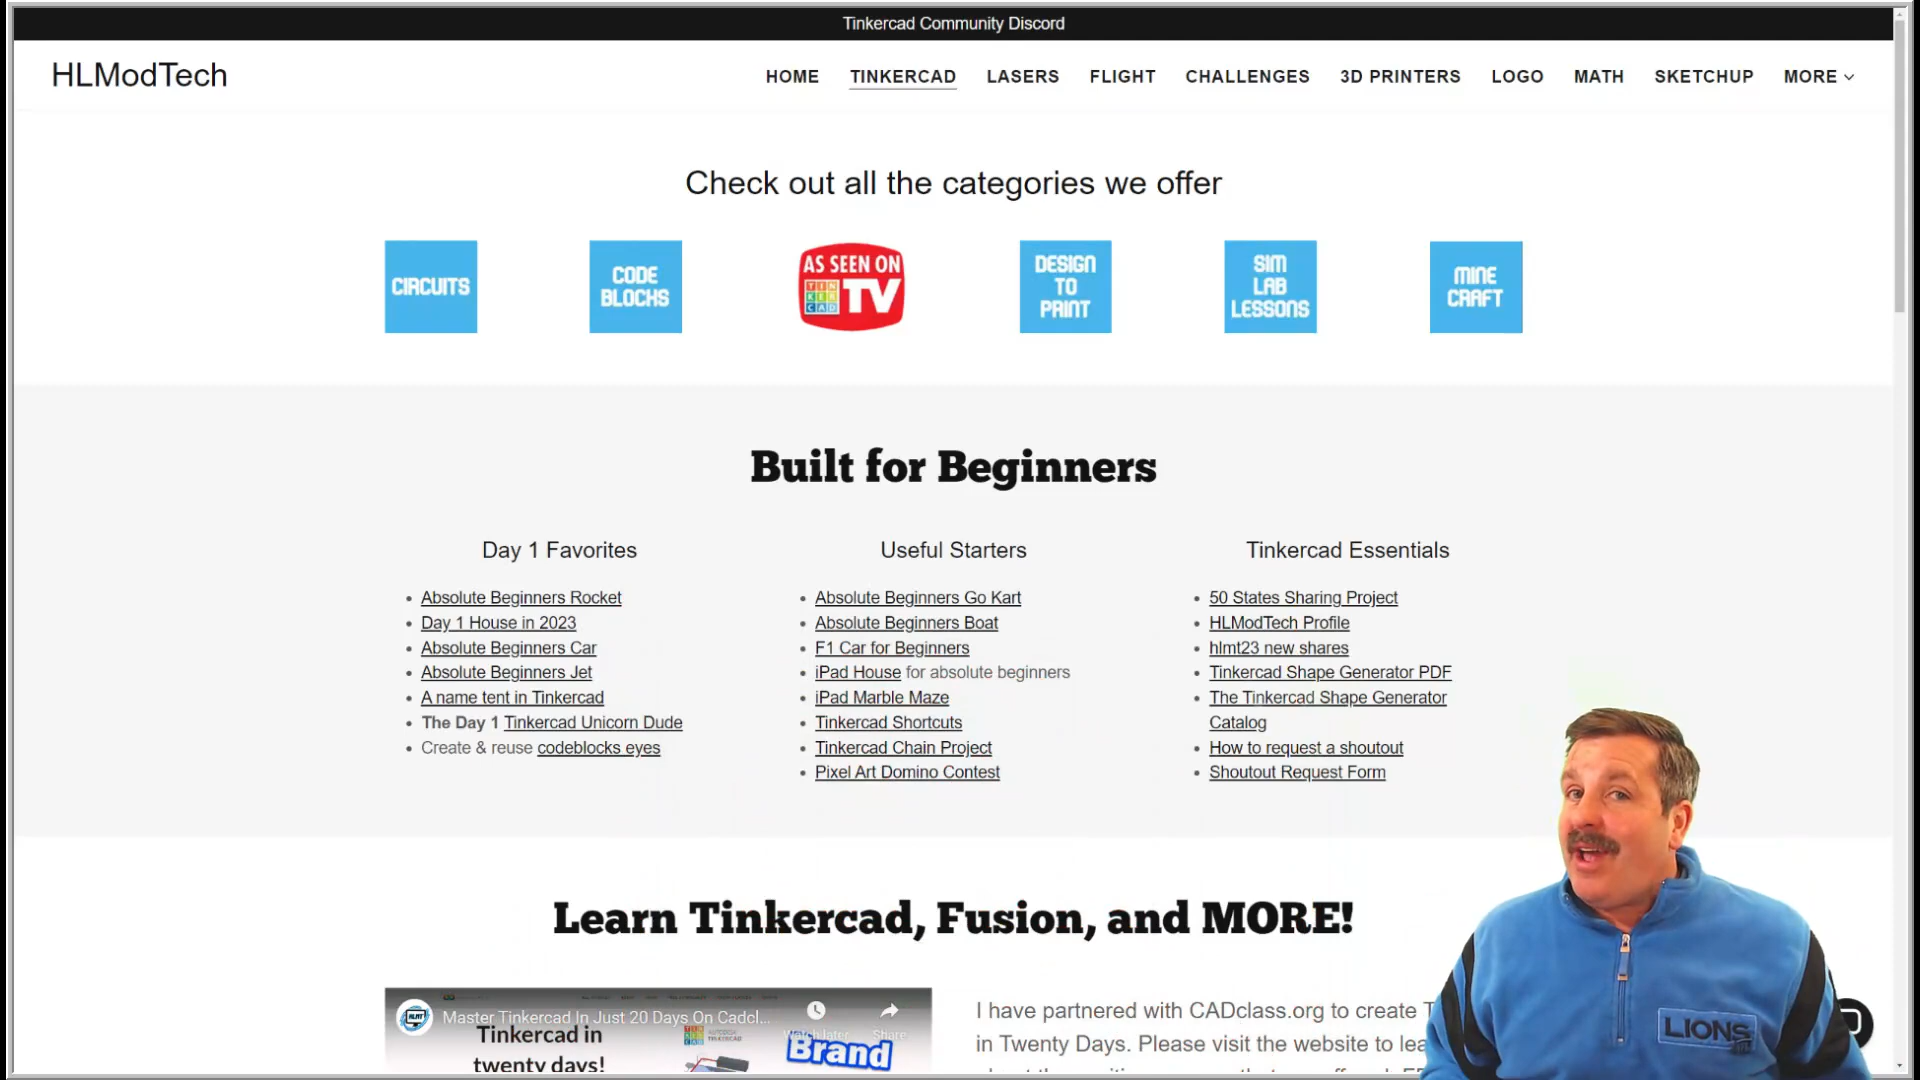 Tinkercad Community Discord
HLModTech
HOME TINKERCAD LASERS FLIGHT CHALLENGES 3D PRINTERS LOGO MATH SKETCHUP MORE
Check out all the categories we offer
CIRCUITS
CODE
BLOCKS
AS SEEN ON
TIN
KER
CAD
TV
DESIGN
TO
PRINT
SIM
LAB
LESSONS
MINE
CRAFT
Built for Beginners
Day 1 Favorites
• Absolute Beginners Rocket
• Day 1 House in 2023
• Absolute Beginners Car
• Absolute Beginners Jet
• A name tent in Tinkercad
• The Day 1 Tinkercad Unicorn Dude
• Create & reuse codeblocks eyes
Useful Starters
• Absolute Beginners Go Kart
• Absolute Beginners Boat
• F1 Car for Beginners
• iPad House for absolute beginners
• iPad Marble Maze
• Tinkercad Shortcuts
• Tinkercad Chain Project
• Pixel Art Domino Contest
Tinkercad Essentials
• 50 States Sharing Project
• HLModTech Profile
• hlmt23 new shares
• Tinkercad Shape Generator PDF
• The Tinkercad Shape Generator
Catalog
• How to request a shoutout
• Shoutout Request Form
Learn Tinkercad, Fusion, and MORE!
Master Tinkercad In Just 20 Days On Cadcl...
Watch later
Share
Tinkercad in
twenty days!
Brand
I have partnered with CADclass.org to create
in Twenty Days. Please visit the website to
LIONS